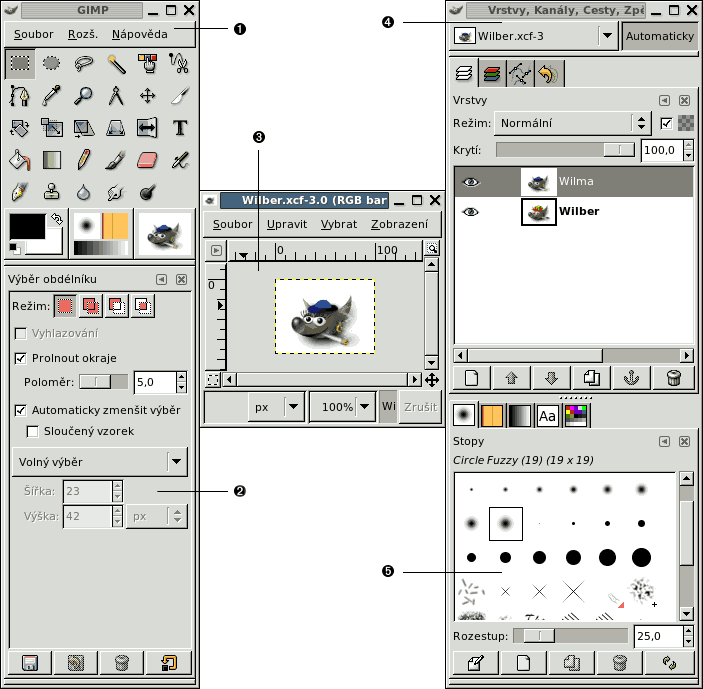 GIMP
Soubor Rozš. Nápověda
❶
Výběr obdélníku
Režim:
Vyhlazování
Prolnout okraje
Poloměr: 5,0
Automaticky zmenšit výběr
Sloučený vzorek
Volný výběr
Šířka: 23
Výška: 42 px
❷
❸
Wilber.xcf-3.0 (RGB bar
Soubor Upravit Vybrat Zobrazení
0 100
0
px 100% Wi Zrušit
❹
Vrstvy, Kanály, Cesty, Zpě
Wilber.xcf-3 Automaticky
Vrstvy
Režim: Normální
Krytí: 100,0
Wilma
Wilber
Aa
Stopy
Circle Fuzzy (19) (19 x 19)
❺
Rozestup: 25,0